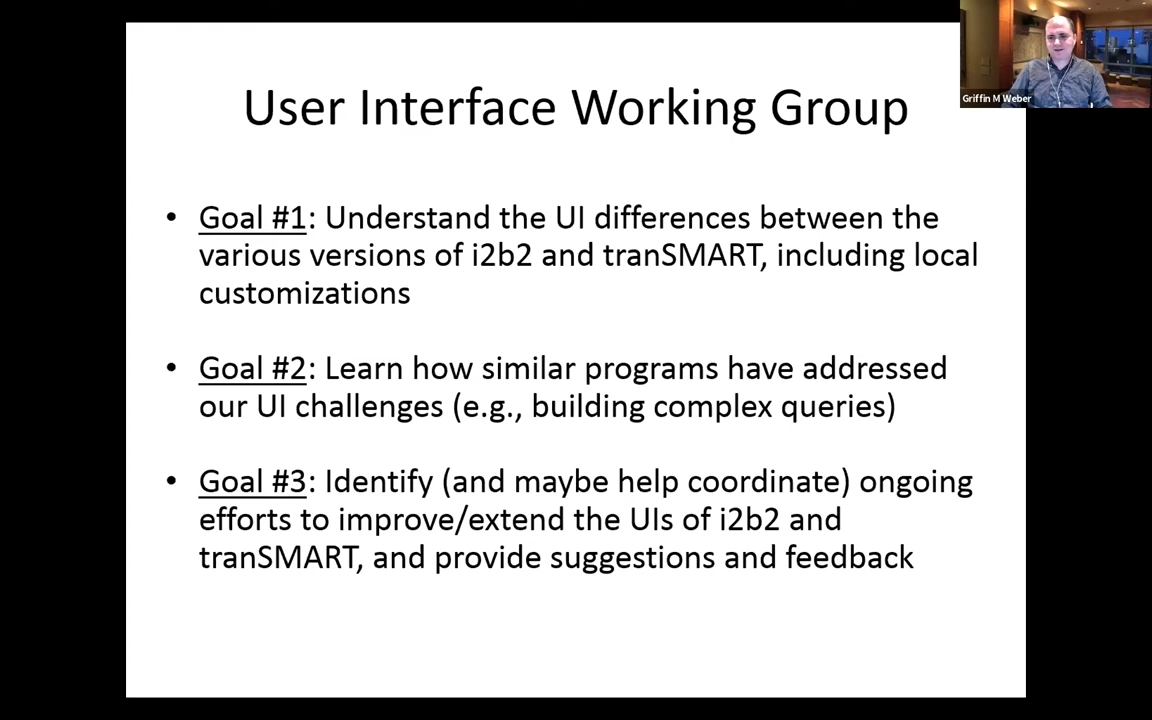 User Interface Working Group
Griffin M Weber
• Goal #1: Understand the UI differences between the
various versions of i2b2 and tranSMART, including local
customizations
• Goal #2: Learn how similar programs have addressed
our UI challenges (e.g., building complex queries)
• Goal #3: Identify (and maybe help coordinate) ongoing
efforts to improve/extend the UIs of i2b2 and
tranSMART, and provide suggestions and feedback